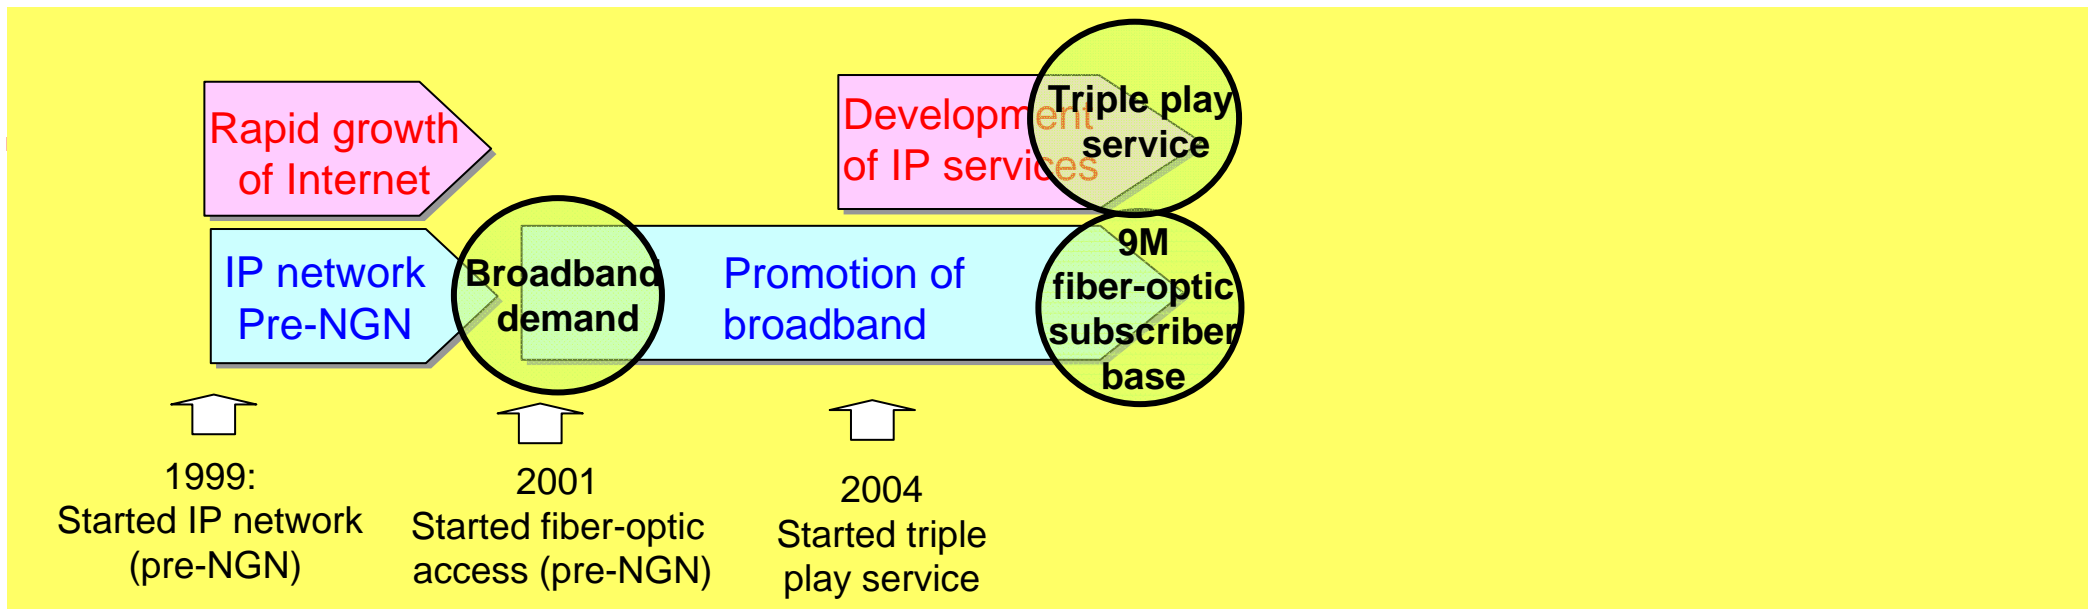 Rapid growth
of Internet
Development
of IP services
Triple play
service
IP network
Pre-NGN
Broadband
demand
Promotion of
broadband
9M
fiber-optic
subscriber
base
1999:
Started IP network
(pre-NGN)
2001
Started fiber-optic
access (pre-NGN)
2004
Started triple
play service